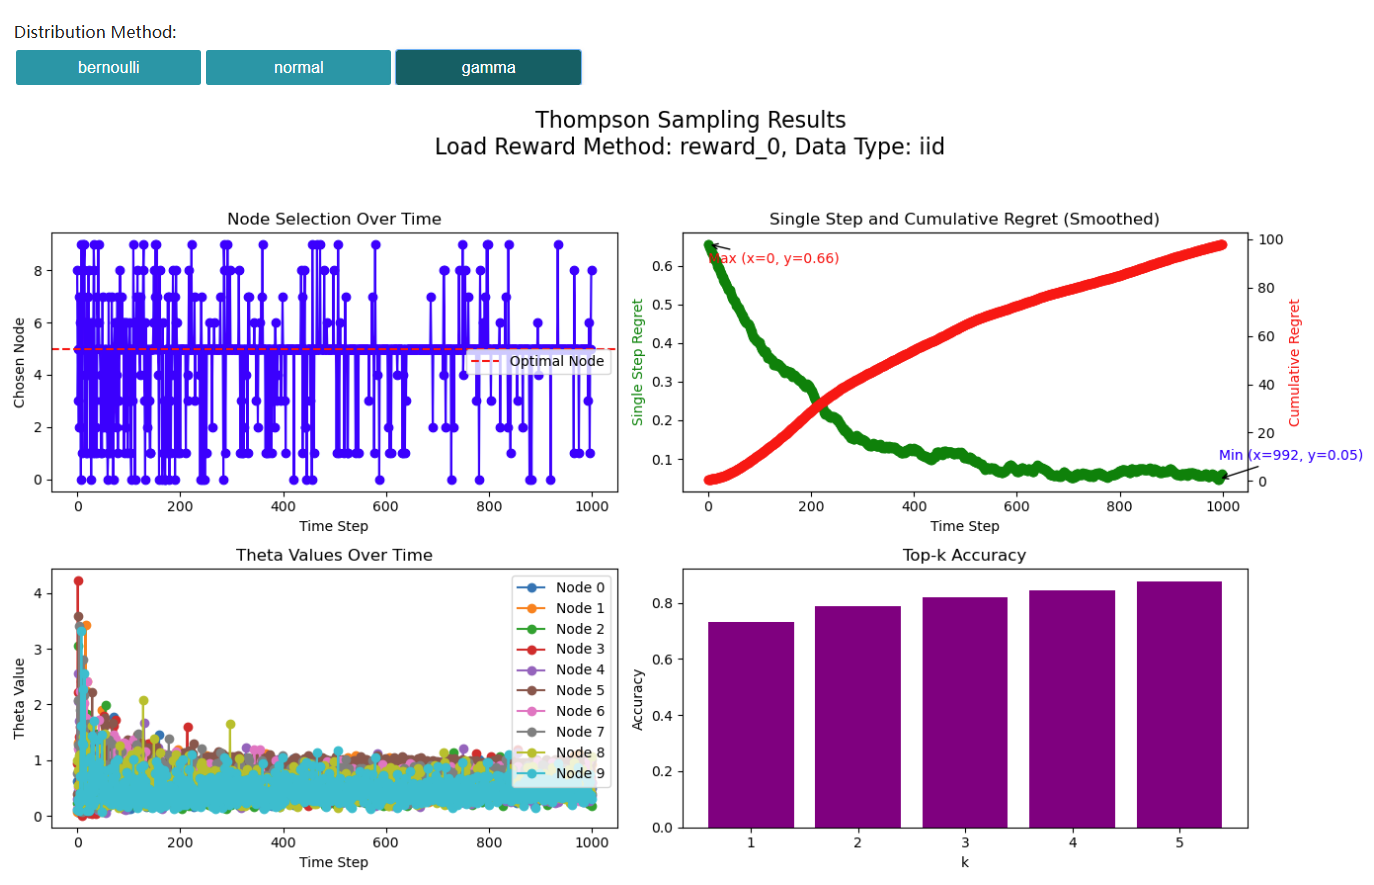 Distribution Method:
bernoulli normal gamma
Thompson Sampling Results
Load Reward Method: reward_0, Data Type: iid
Node Selection Over Time
Chosen Node
8
6
4
2
0
Optimal Node
0 200 400 600 800 1000
Time Step
Single Step and Cumulative Regret (Smoothed)
Single Step Regret
0.6
0.5
0.4
0.3
0.2
0.1
Max (x=0, y=0.66)
Min (x=992, y=0.05)
100
80
60
40
20
0
Cumulative Regret
0 200 400 600 800 1000
Time Step
Theta Values Over Time
Theta Value
4
3
2
1
0
Node 0
Node 1
Node 2
Node 3
Node 4
Node 5
Node 6
Node 7
Node 8
Node 9
0 200 400 600 800 1000
Time Step
Top-k Accuracy
Accuracy
0.8
0.6
0.4
0.2
0.0
1 2 3 4 5
k